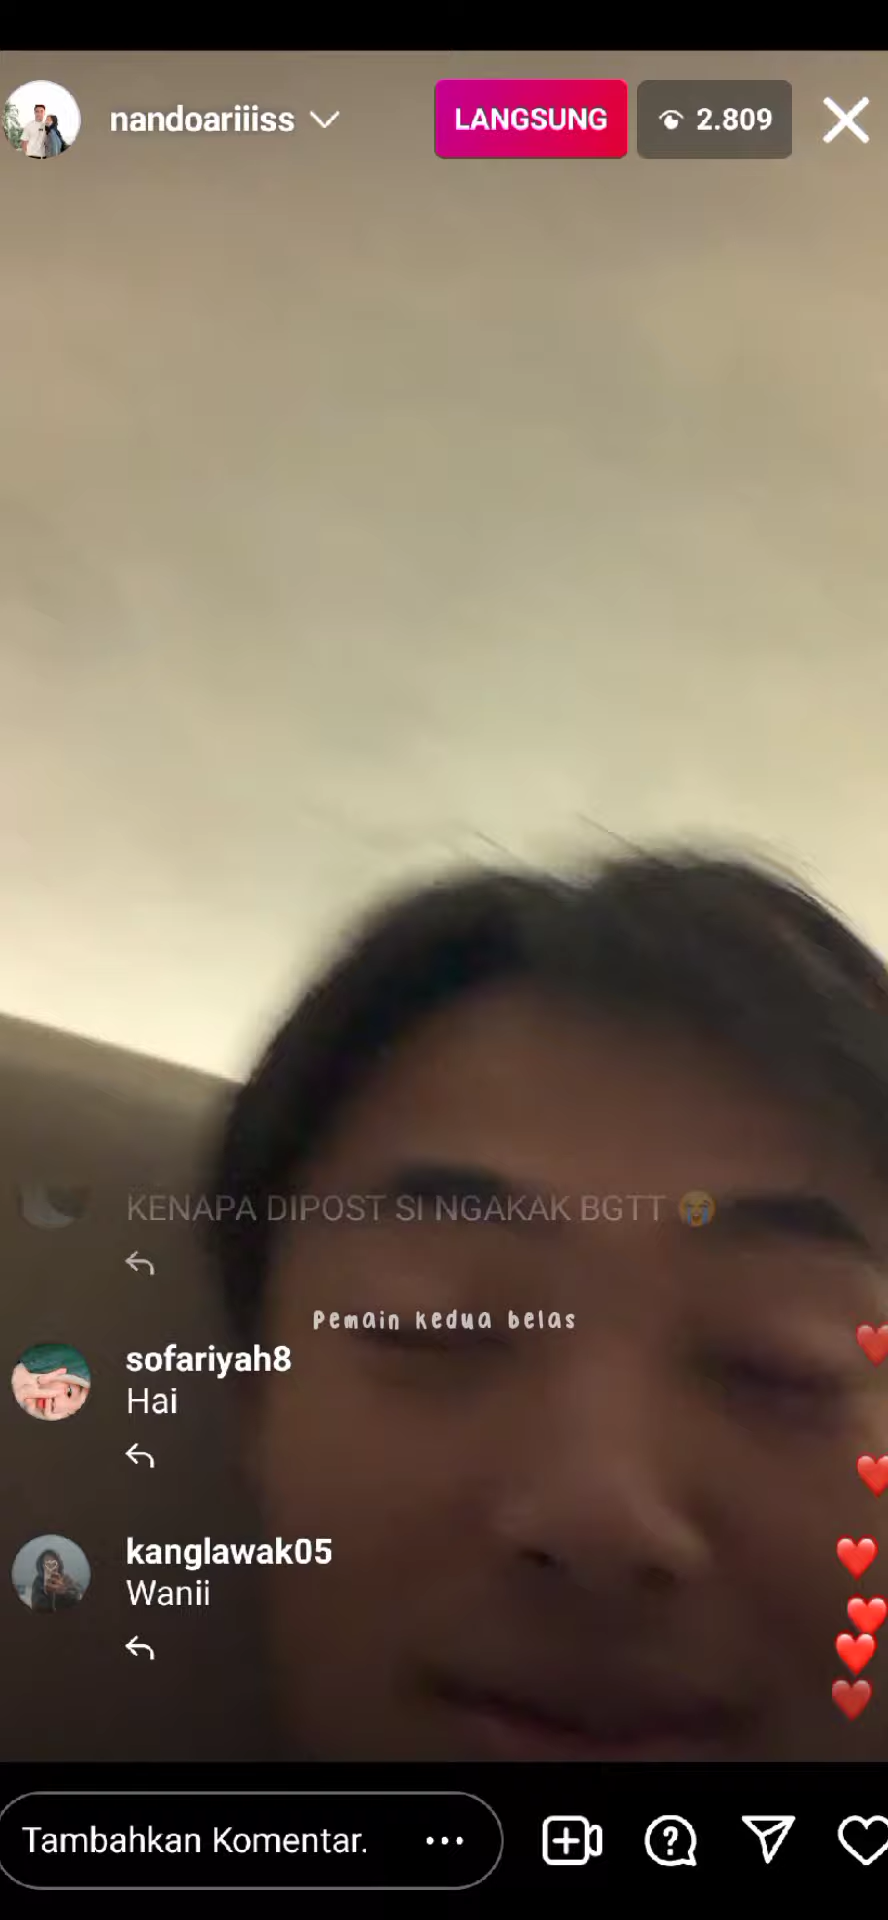 nandoariiiss
LANGSUNG
2.809
KENAPA DIPOST SI NGAKAK BGTT 😭
Pemain kedua belas
sofariyah8
Hai
kanglawak05
Wanii
Tambahkan Komentar.